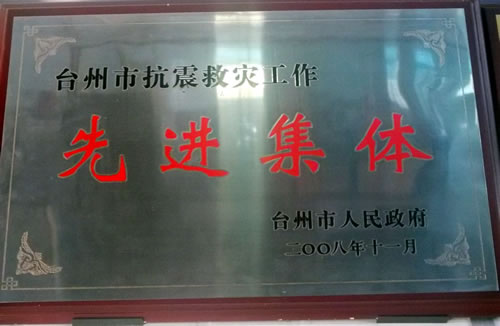 台州市抗震救灾工作
先进集体
台州市人民政府
二〇〇八年十一月